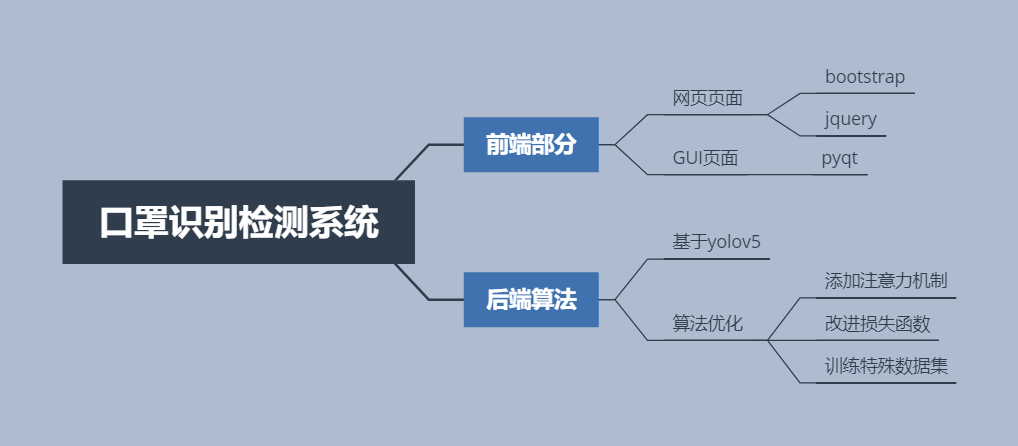 口罩识别检测系统
前端部分
网页页面
bootstrap
jquery
GUI页面
pyqt
后端算法
基于yolov5
算法优化
添加注意力机制
改进损失函数
训练特殊数据集